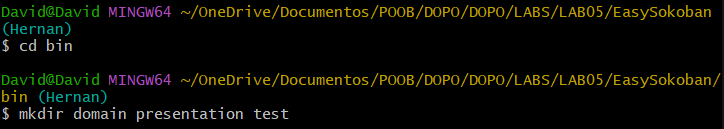 David@David MINGW64 ~/OneDrive/Documentos/POOB/DOPO/DOPO/LABS/LAB05/EasySokoban
(Hernan)
$ cd bin
David@David MINGW64 ~/OneDrive/Documentos/POOB/DOPO/DOPO/LABS/LAB05/EasySokoban/
bin (Hernan)
$ mkdir domain presentation test